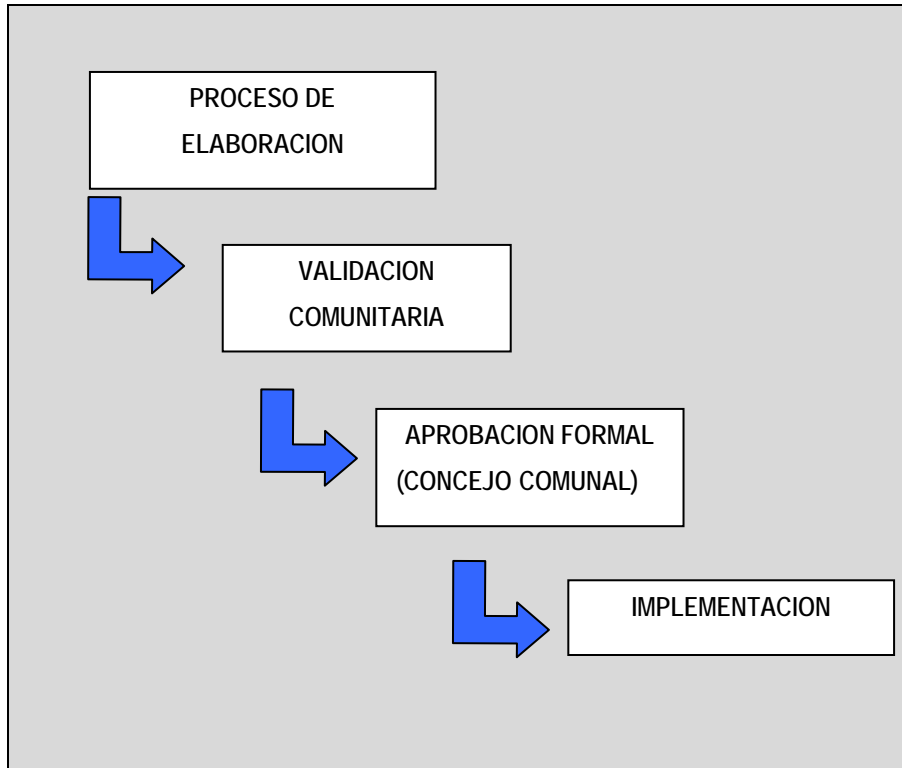 PROCESO DE
ELABORACION
VALIDACION
COMUNITARIA
APROBACION FORMAL
(CONCEJO COMUNAL)
IMPLEMENTACION